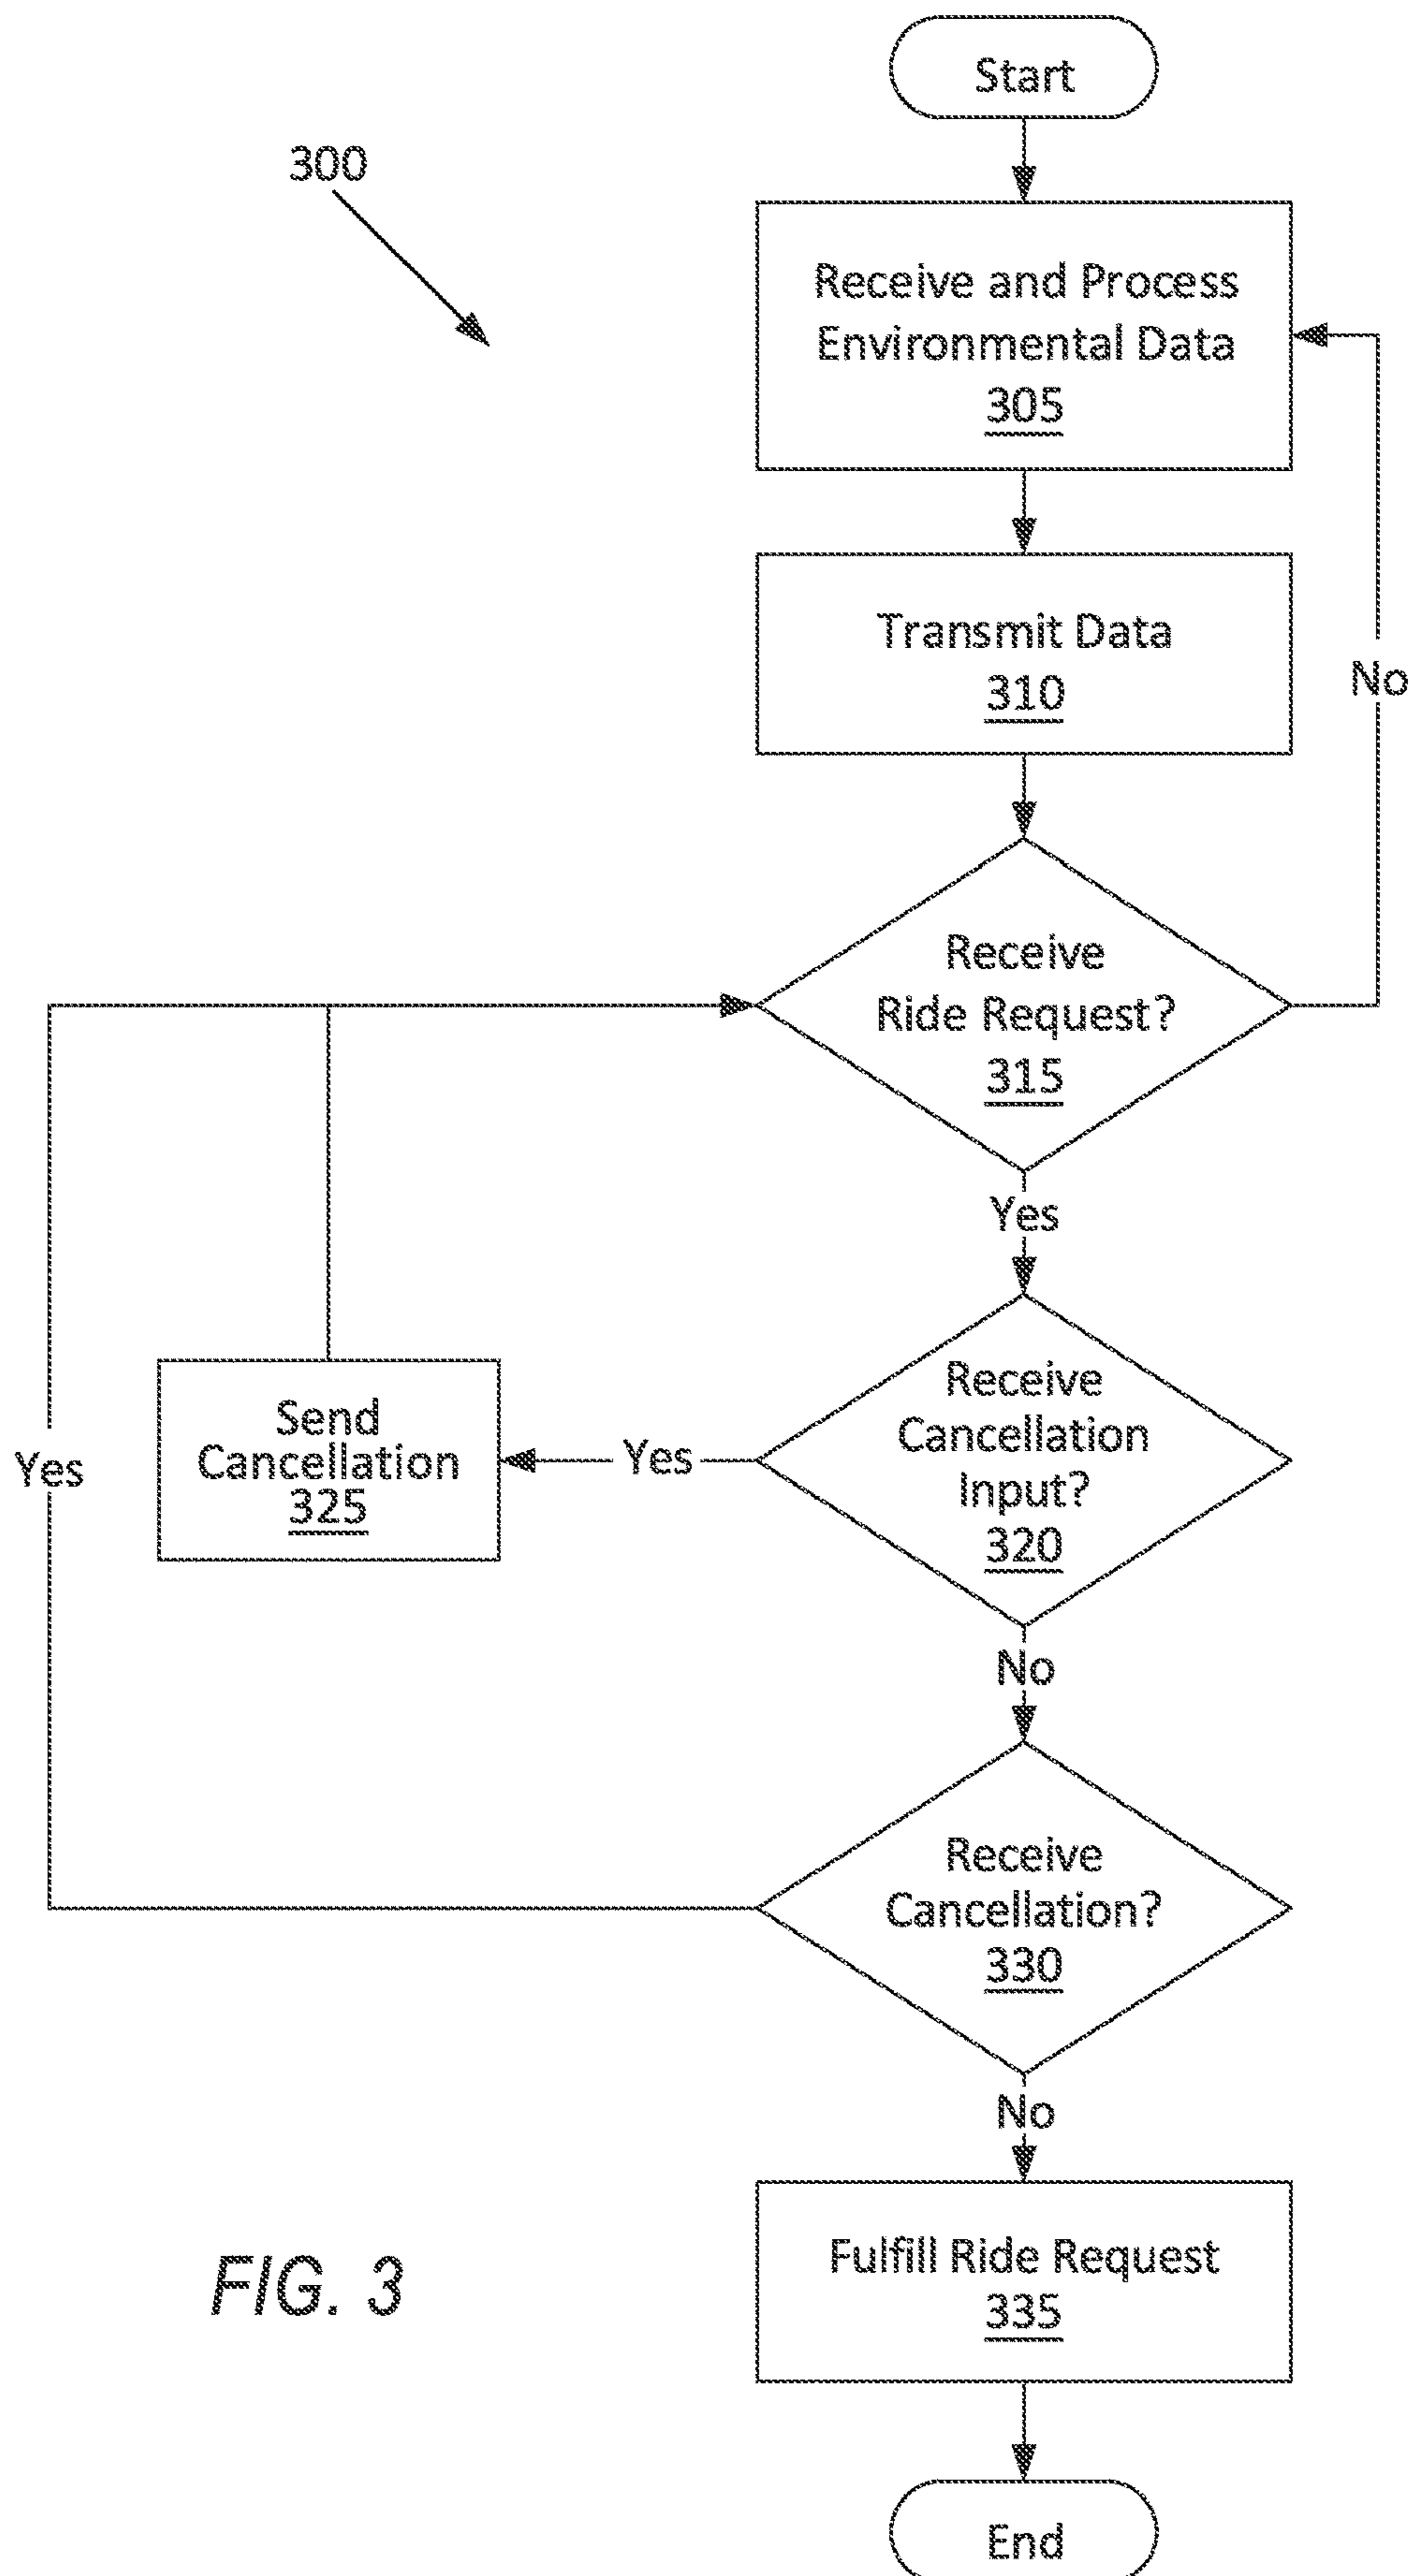 Start
300
Receive and Process
Environmental Data
305
Transmit Data
310
No
Receive
Ride Request?
315
Yes
Receive
Cancellation
Input?
320
Yes
Send
Cancellation
325
Yes
No
Receive
Cancellation?
330
No
Fulfill Ride Request
335
FIG. 3
End